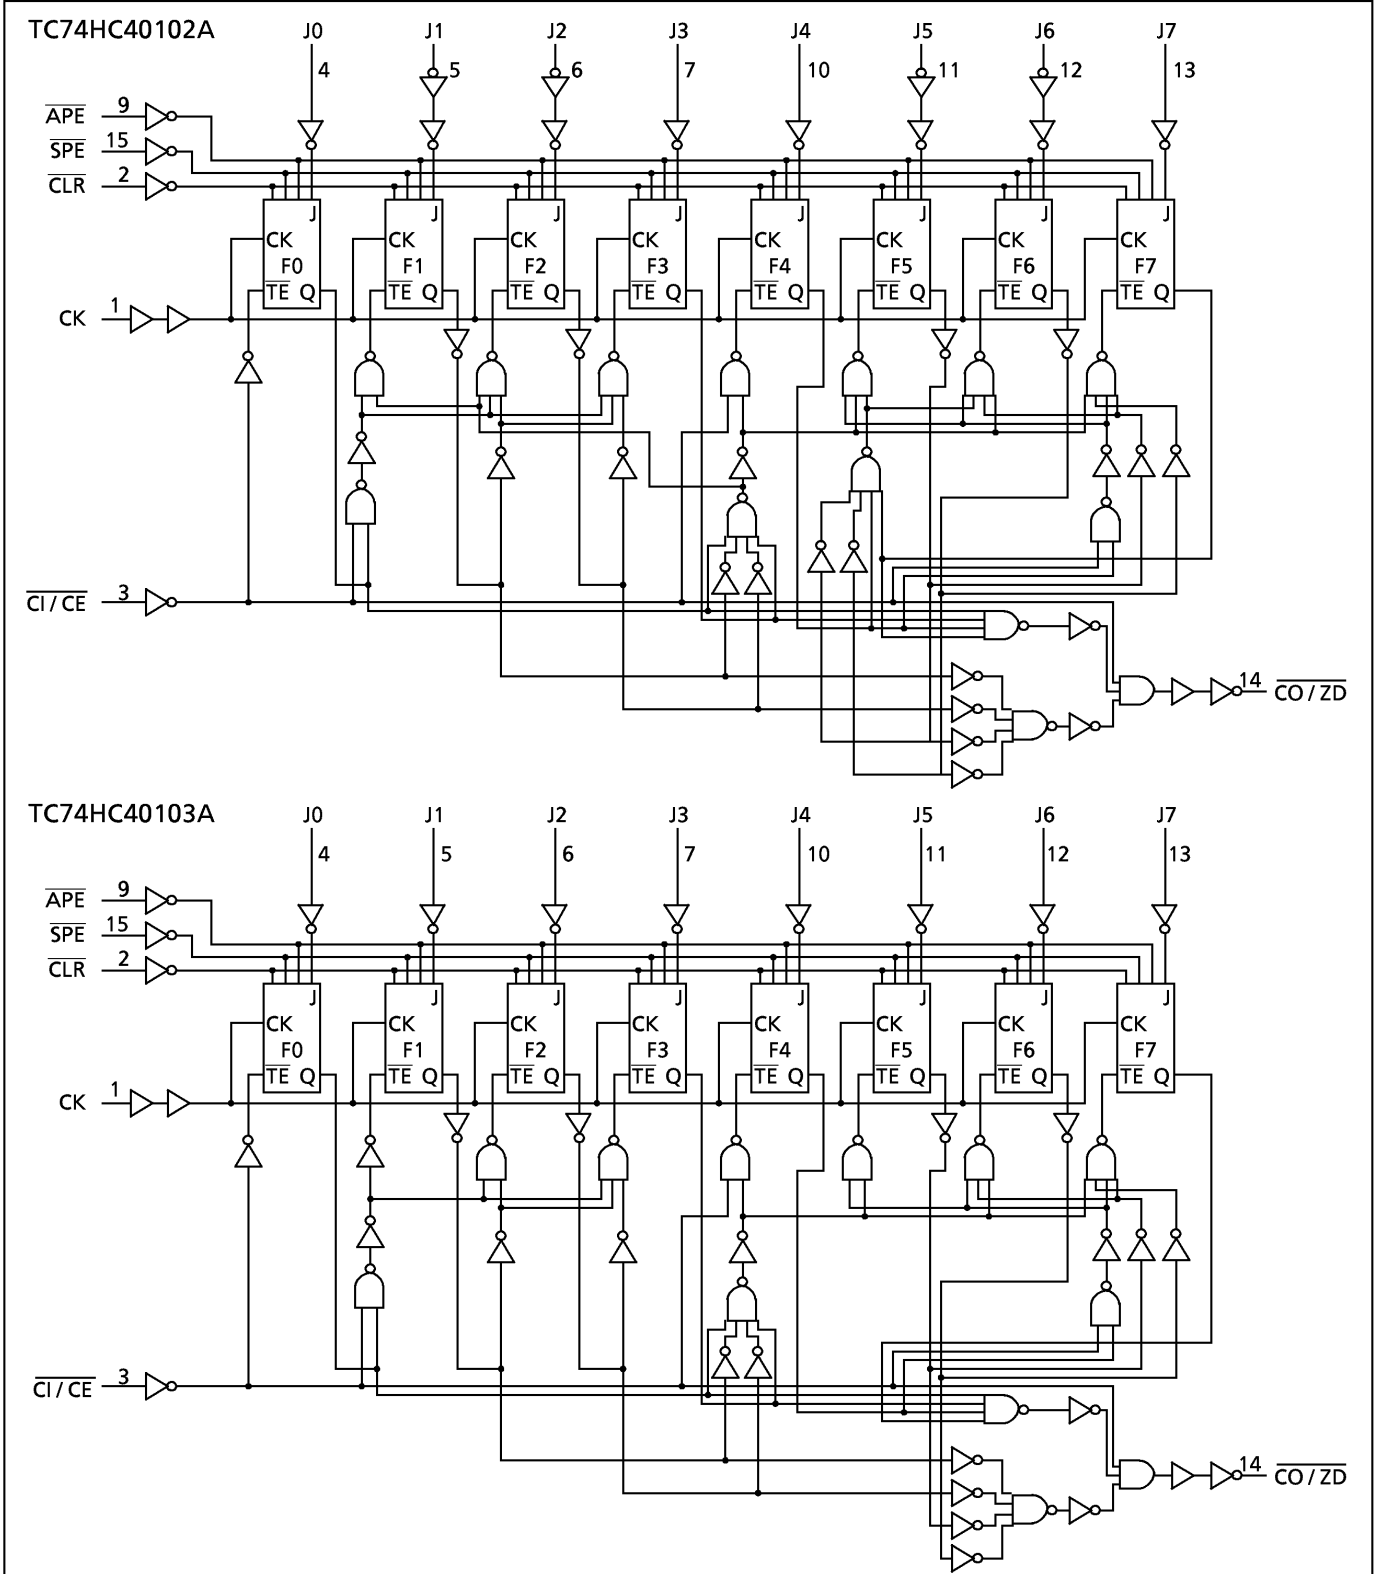 TC74HC40102A J0 J1 J2 J3 J4 J5 J6 J7
4 5 6 7 10 11 12 13
APE 9
SPE 15
CLR 2
J J J J J J J J
CK CK CK CK CK CK CK CK
F0 F1 F2 F3 F4 F5 F6 F7
TE Q TE Q TE Q TE Q TE Q TE Q TE Q TE Q
CK 1
CI / CE 3
14 CO / ZD
TC74HC40103A J0 J1 J2 J3 J4 J5 J6 J7
4 5 6 7 10 11 12 13
APE 9
SPE 15
CLR 2
J J J J J J J J
CK CK CK CK CK CK CK CK
F0 F1 F2 F3 F4 F5 F6 F7
TE Q TE Q TE Q TE Q TE Q TE Q TE Q TE Q
CK 1
CI / CE 3
14 CO / ZD